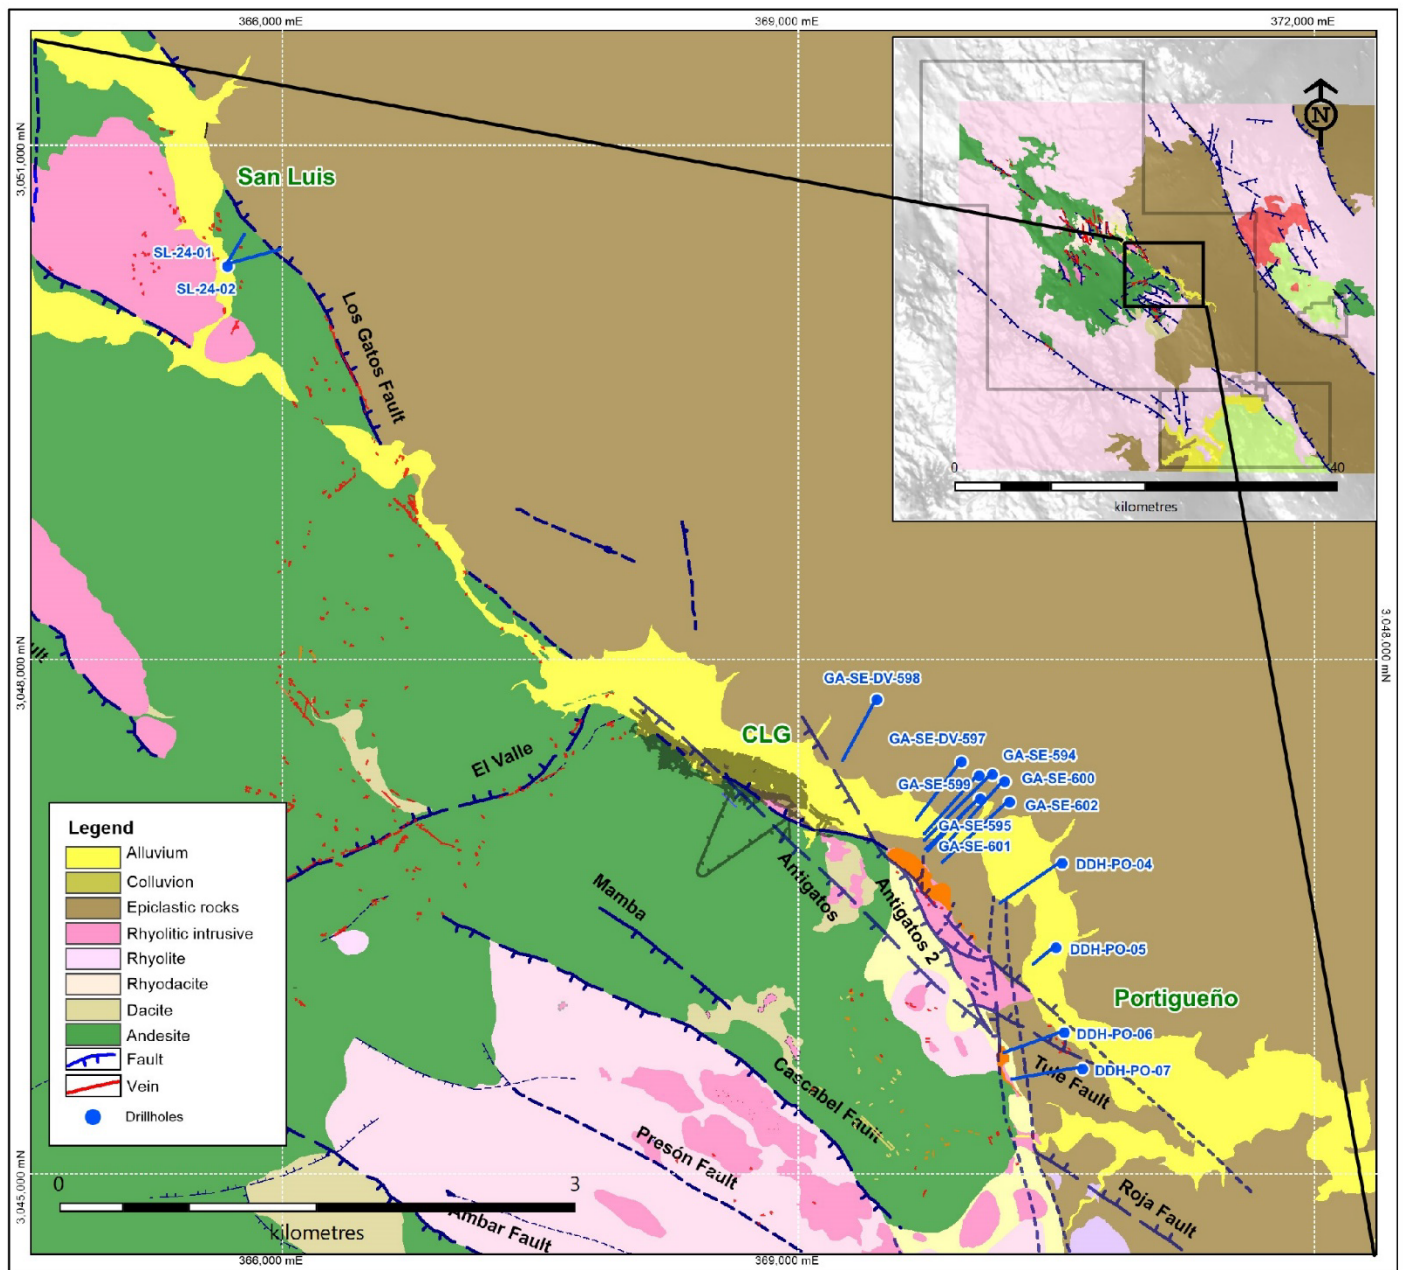 366,000 mE
369,000 mE
372,000 mE
3,051,000 mN
San Luis
N
SL-24-01
SL-24-02
Los Gatos Fault
0
40
kilometres
3,048,000 mN
3,048,000 mN
GA-SE-DV-598
CLG
GA-SE-DV-597
GA-SE-594
El Valle
GA-SE-599
GA-SE-600
GA-SE-602
GA-SE-595
GA-SE-601
DDH-PO-04
Antigatos
Antigatos 2
Mamba
DDH-PO-05
Portigueño
DDH-PO-06
DDH-PO-07
Tule Fault
Cascabel Fault
Presón Fault
Roja Fault
Ambar Fault
Legend
Alluvium
Colluvion
Epiclastic rocks
Rhyolitic intrusive
Rhyolite
Rhyodacite
Dacite
Andesite
Fault
Vein
Drillholes
3,045,000 mN
0
3
kilometres
366,000 mE
369,000 mE